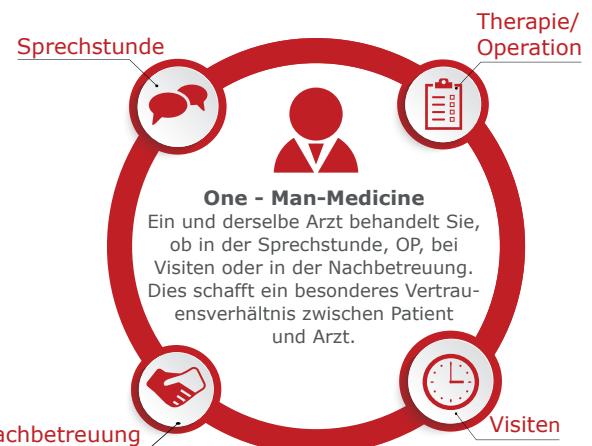 Therapie/
Sprechstunde
Operation
One - Man-Medicine
Ein und derselbe Arzt behandelt Sie,
ob in der Sprechstunde, OP, bei
Visiten oder in der Nachbetreuung.
Dies schafft ein besonderes Vertrau-
ensverhältnis zwischen Patient
und Arzt.
achbetreuung
Visiten